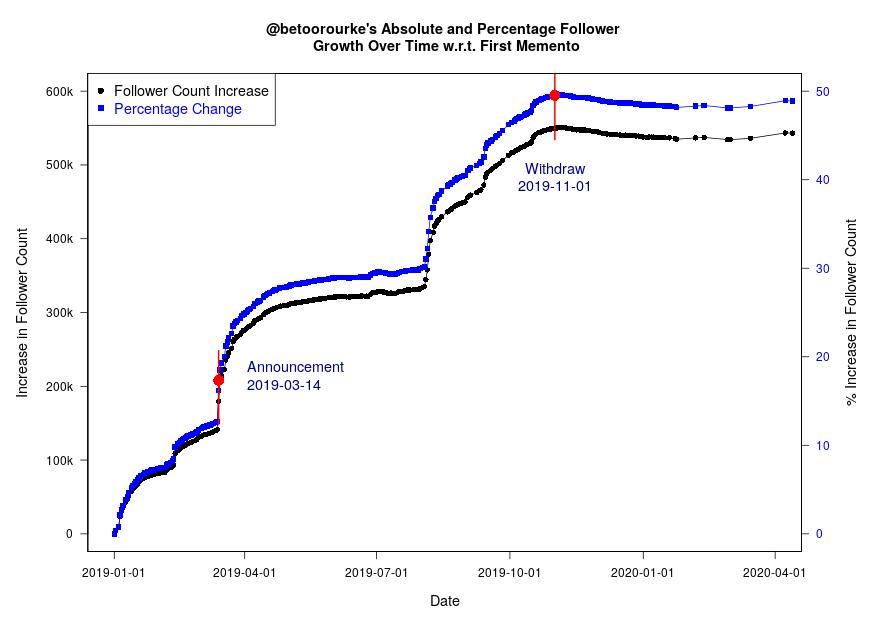 @betoorourke's Absolute and Percentage Follower
Growth Over Time w.r.t. First Memento
Follower Count Increase
Percentage Change
600k
500k
400k
300k
200k
100k
0
Increase in Follower Count
50
40
30
20
10
0
% Increase in Follower Count
Withdraw
2019-11-01
Announcement
2019-03-14
2019-01-01
2019-04-01
2019-07-01
2019-10-01
2020-01-01
2020-04-01
Date